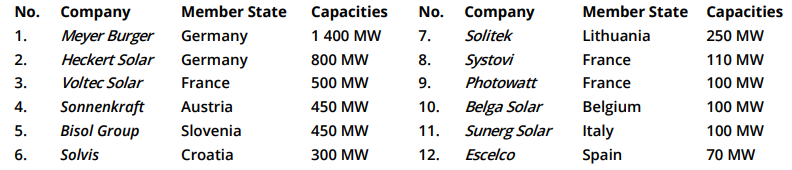 No. Company Member State Capacities No. Company Member State Capacities
1. Meyer Burger Germany 1 400 MW 7. Solitek Lithuania 250 MW
2. Heckert Solar Germany 800 MW 8. Systovi France 110 MW
3. Voltec Solar France 500 MW 9. Photowatt France 100 MW
4. Sonnenkraft Austria 450 MW 10. Belga Solar Belgium 100 MW
5. Bisol Group Slovenia 450 MW 11. Sunerg Solar Italy 100 MW
6. Solvis Croatia 300 MW 12. Escelco Spain 70 MW